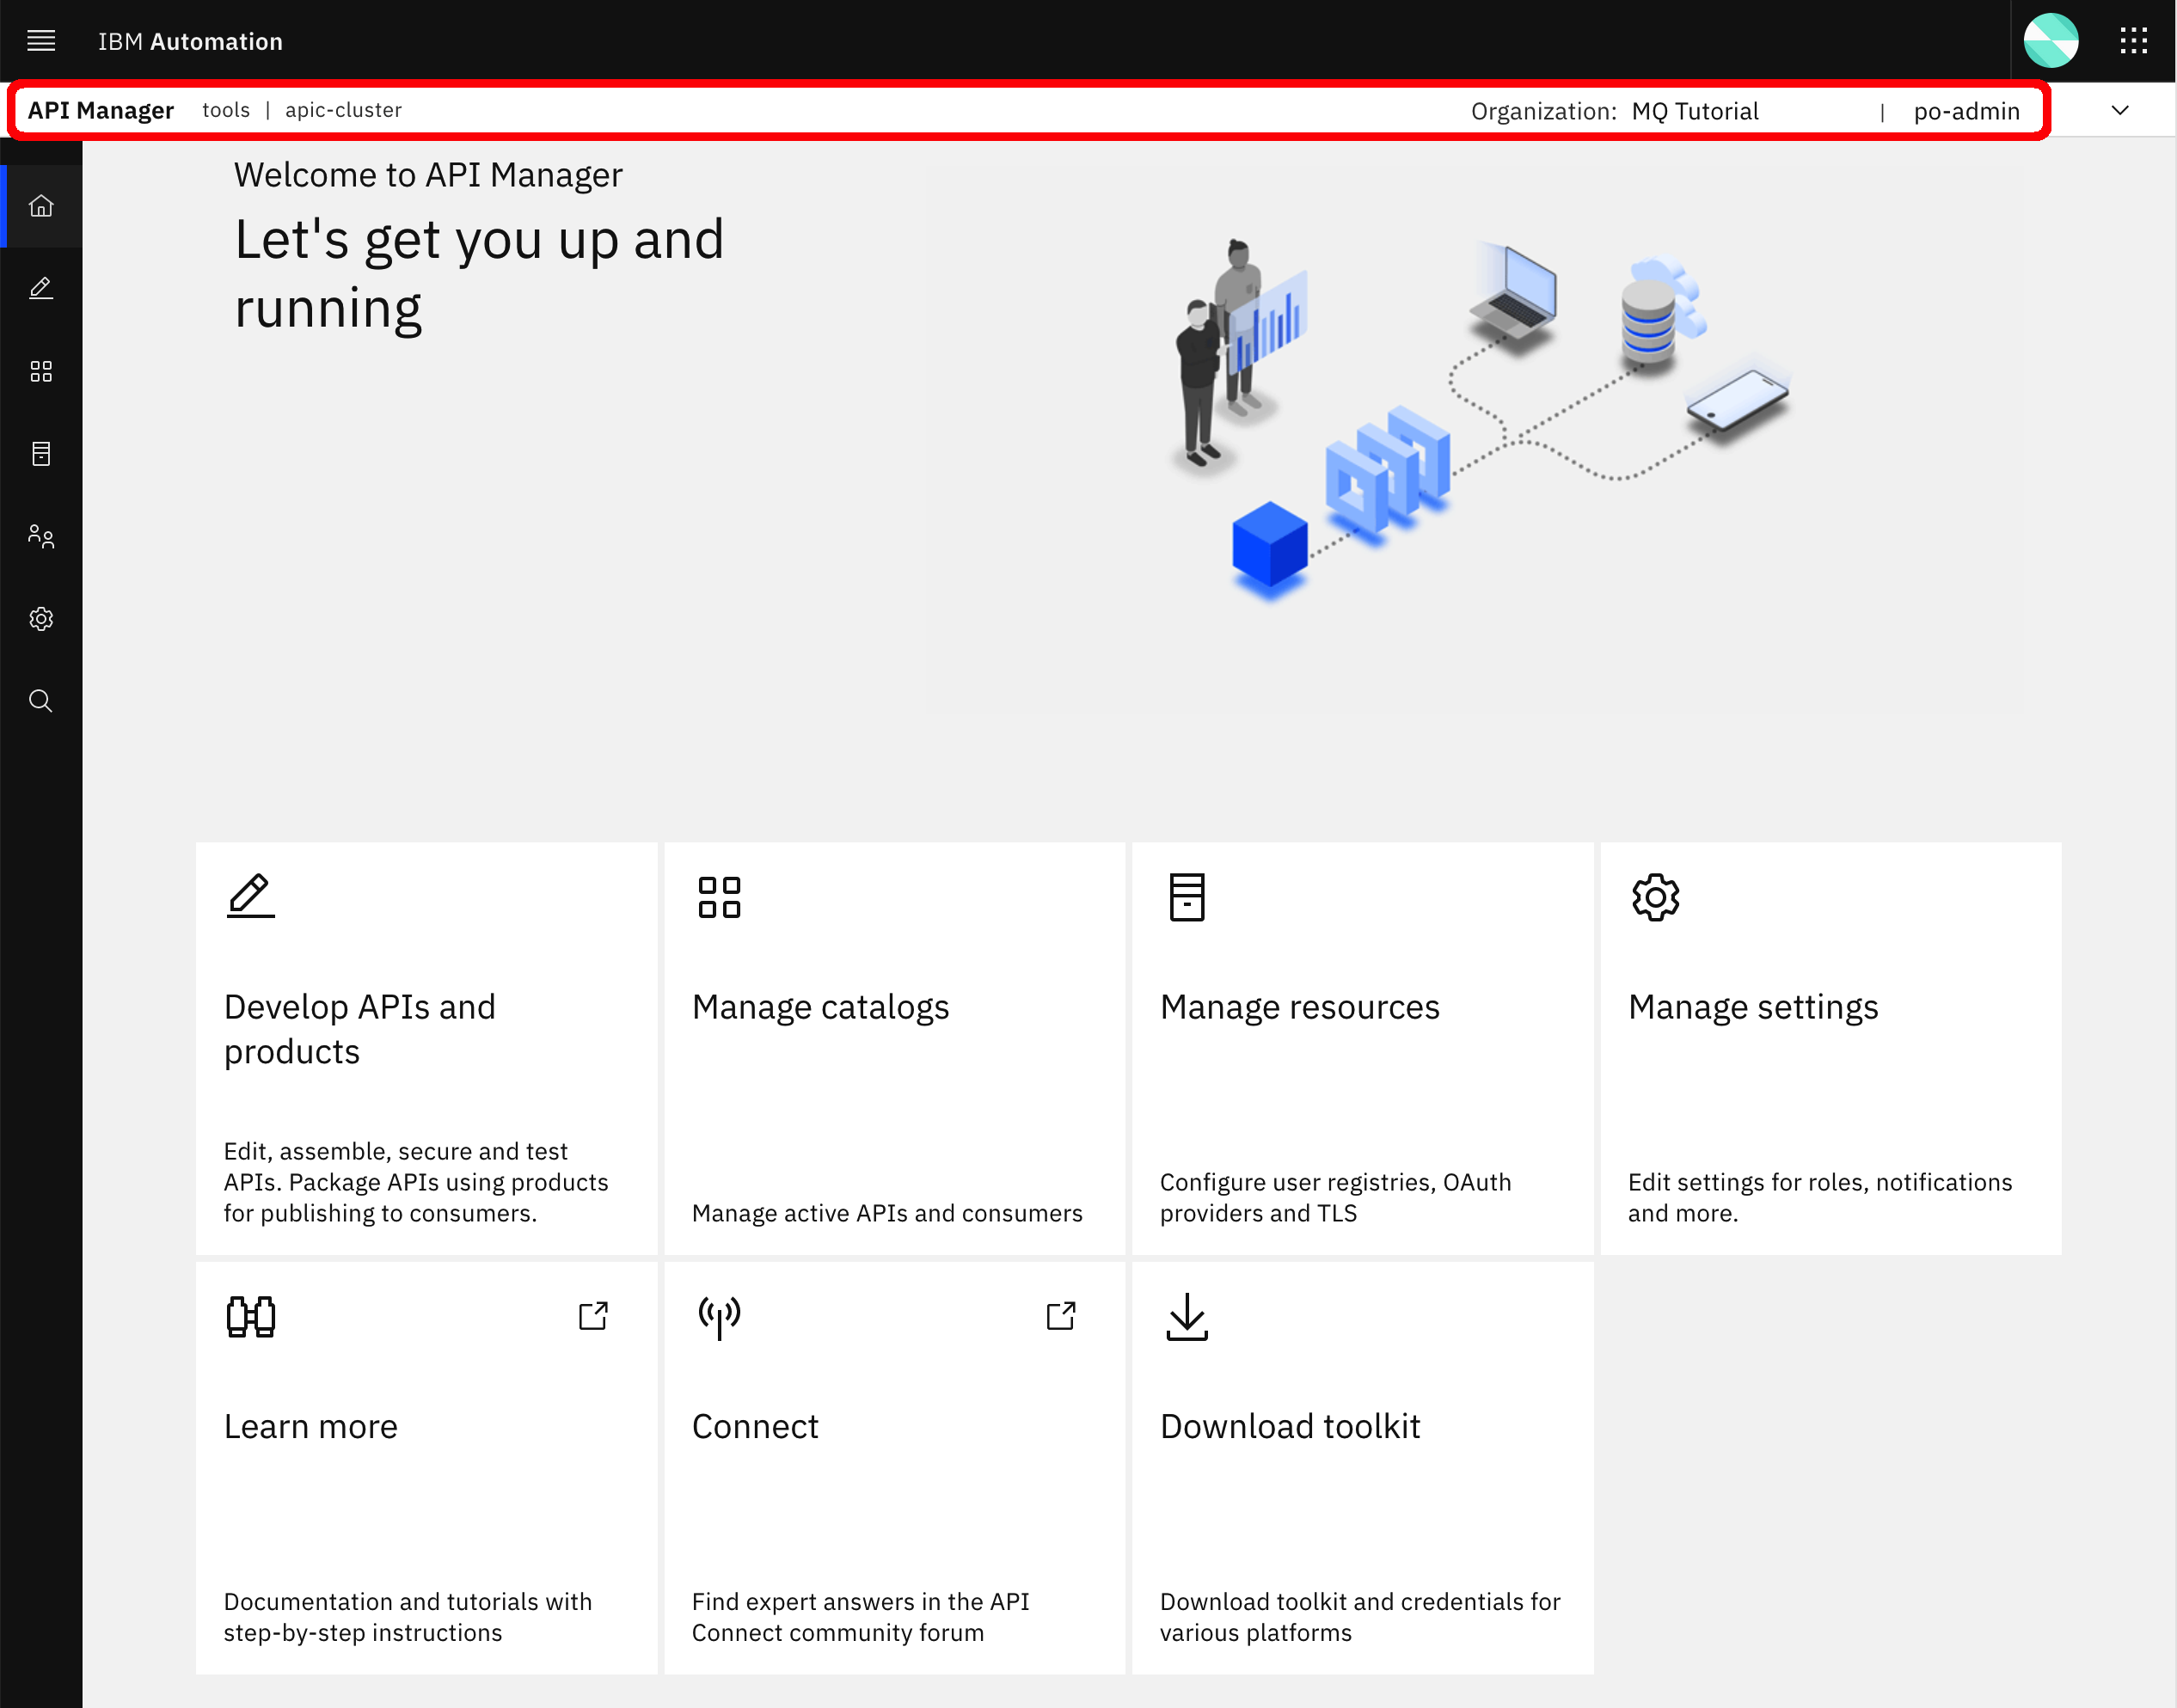 IBM Automation
API Manager tools | apic-cluster Organization: MQ Tutorial | po-admin
Welcome to API Manager
Let's get you up and
running
Develop APIs and
products
Edit, assemble, secure and test
APIs. Package APIs using products
for publishing to consumers.
Manage catalogs
Manage active APIs and consumers
Manage resources
Configure user registries, OAuth
providers and TLS
Manage settings
Edit settings for roles, notifications
and more.
Learn more
Documentation and tutorials with
step-by-step instructions
Connect
Find expert answers in the API
Connect community forum
Download toolkit
Download toolkit and credentials for
various platforms